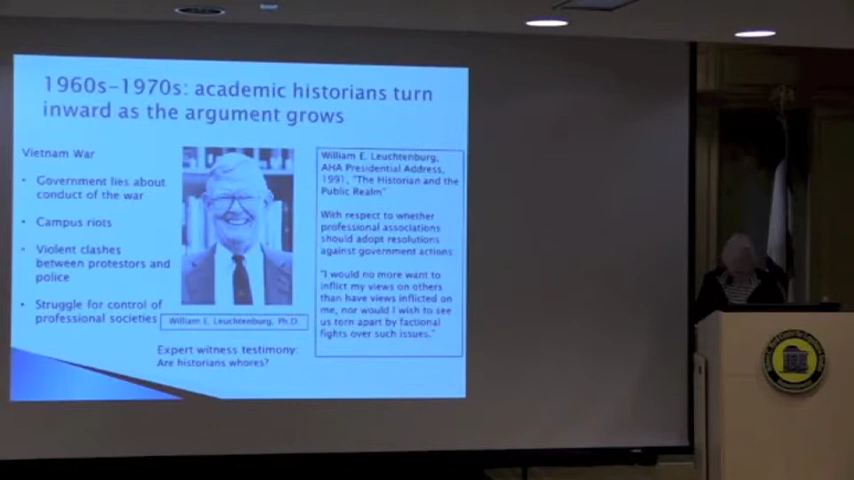 1960s-1970s: academic historians turn
inward as the argument grows
Vietnam War
• Government lies about
conduct of the war
• Campus riots
• Violent clashes
between protestors and
police
• Struggle for control of
professional societies
William E. Leuchtenburg, Ph.D.
Expert witness testimony:
Are historians whores?
William E. Leuchtenburg,
AHA Presidential Address,
1991, "The Historian and the
Public Realm"
With respect to whether
professional associations
should adopt resolutions
against government actions
"I would no more want to
inflict my views on others
than have views inflicted on
me, nor would I wish to see
us torn apart by factional
fights over such issues."